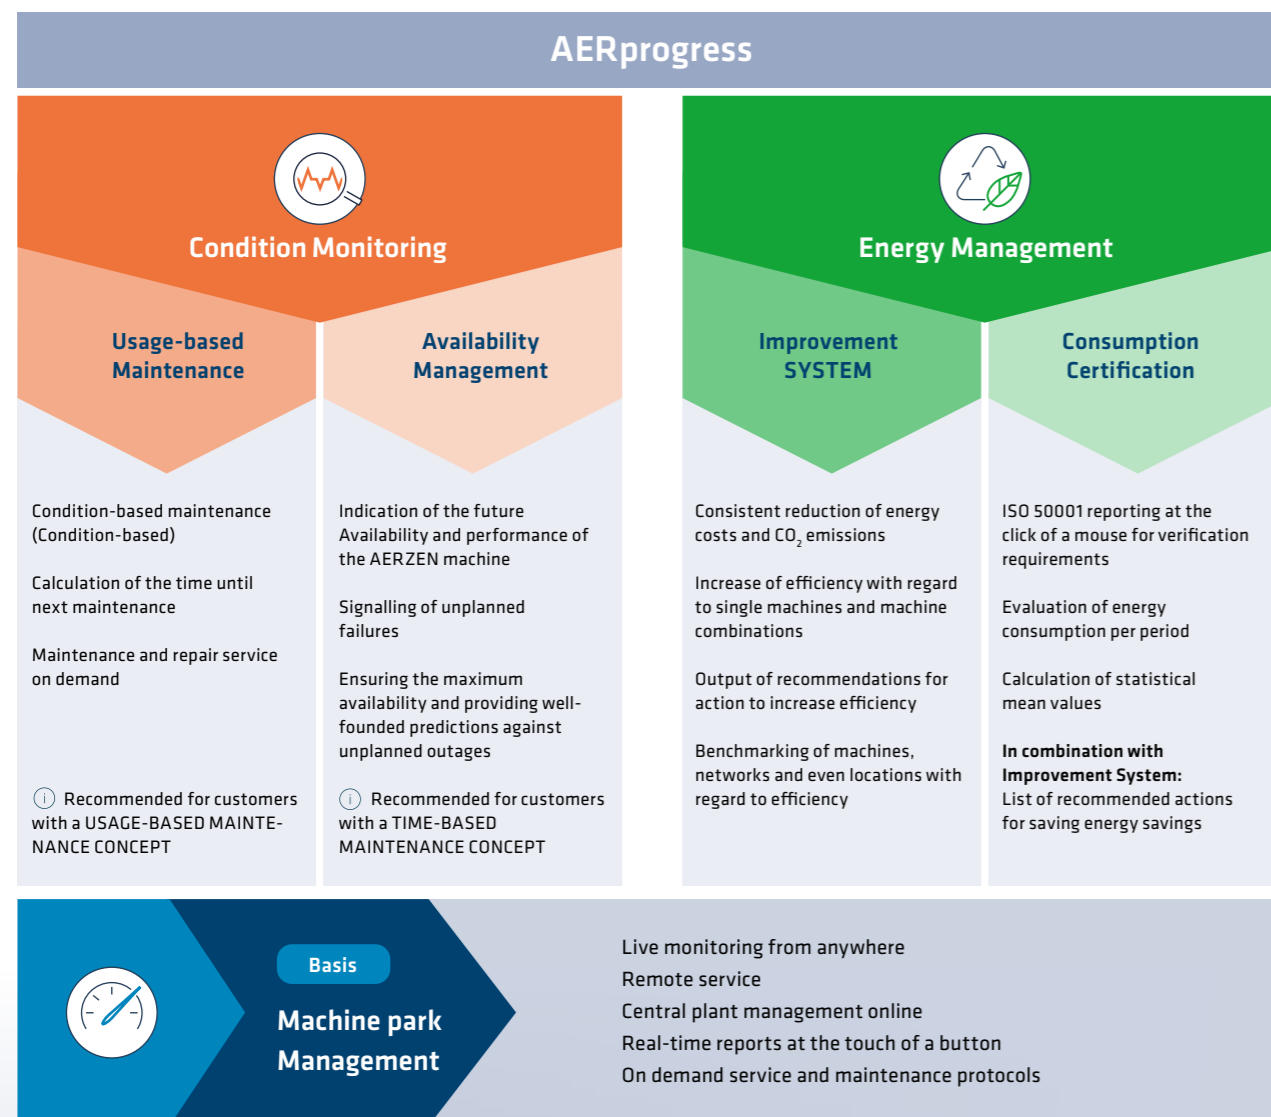 AERprogress
Condition Monitoring
Usage-based
Maintenance
Condition-based maintenance
(Condition-based)
Calculation of the time until
next maintenance
Maintenance and repair service
on demand
i Recommended for customers
with a USAGE-BASED MAINTE-
NANCE CONCEPT
Availability
Management
Indication of the future
Availability and performance of
the AERZEN machine
Signalling of unplanned
failures
Ensuring the maximum
availability and providing well-
founded predictions against
unplanned outages
i Recommended for customers
with a TIME-BASED
MAINTENANCE CONCEPT
Energy Management
Improvement
SYSTEM
Consistent reduction of energy
costs and CO₂ emissions
Increase of efficiency with regard
to single machines and machine
combinations
Output of recommendations for
action to increase efficiency
Benchmarking of machines,
networks and even locations with
regard to efficiency
Consumption
Certification
ISO 50001 reporting at the
click of a mouse for verification
requirements
Evaluation of energy
consumption per period
Calculation of statistical
mean values
In combination with
Improvement System:
List of recommended actions
for saving energy savings
Basis
Machine park
Management
Live monitoring from anywhere
Remote service
Central plant management online
Real-time reports at the touch of a button
On demand service and maintenance protocols